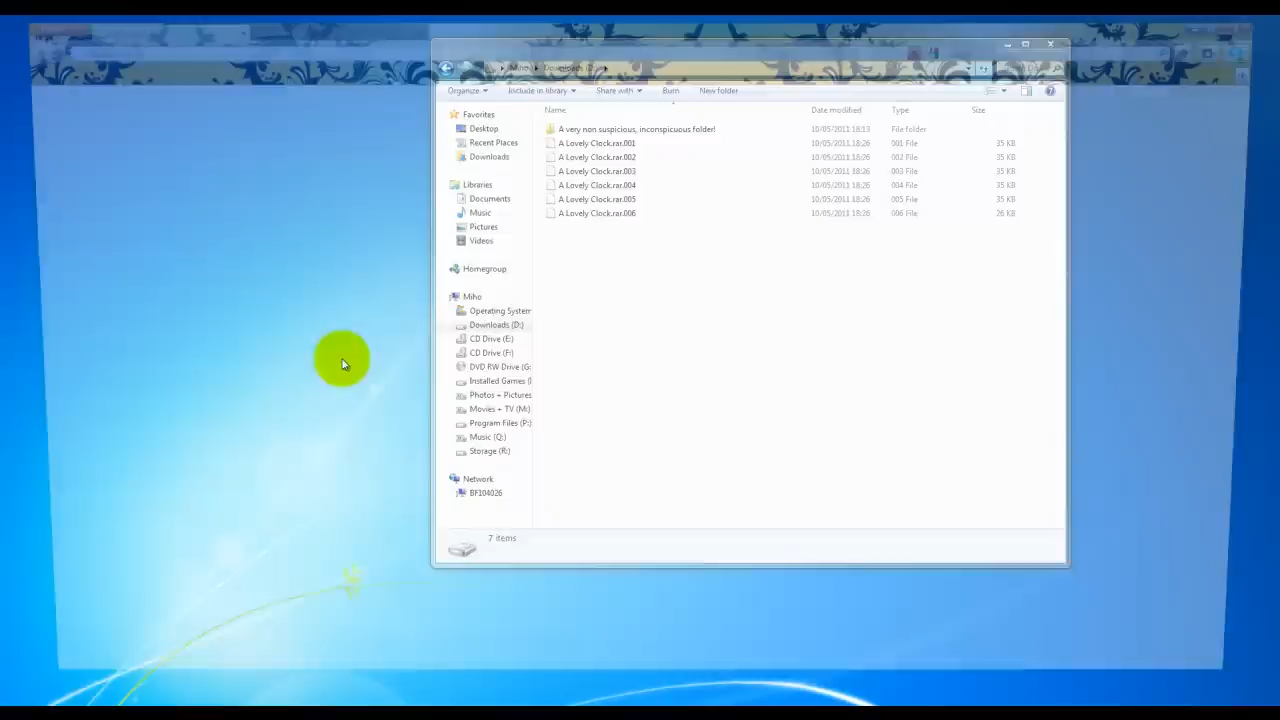 Miho ▸ Downloads (D:) ▸
Organize Include in library Share with Burn New folder
Name Date modified Type Size
Favorites
Desktop
Recent Places
Downloads
Libraries
Documents
Music
Pictures
Videos
Homegroup
Miho
Operating System
Downloads (D:)
CD Drive (E:)
CD Drive (F:)
DVD RW Drive (G:
Installed Games (
Photos + Pictures
Movies + TV (M:)
Program Files (P:)
Music (Q:)
Storage (R:)
Network
BF104026
A very non suspicious, inconspicuous folder! 10/05/2011 18:13 File folder
A Lovely Clock.rar.001 10/05/2011 18:26 001 File 35 KB
A Lovely Clock.rar.002 10/05/2011 18:26 002 File 35 KB
A Lovely Clock.rar.003 10/05/2011 18:26 003 File 35 KB
A Lovely Clock.rar.004 10/05/2011 18:26 004 File 35 KB
A Lovely Clock.rar.005 10/05/2011 18:26 005 File 35 KB
A Lovely Clock.rar.006 10/05/2011 18:26 006 File 26 KB
7 items